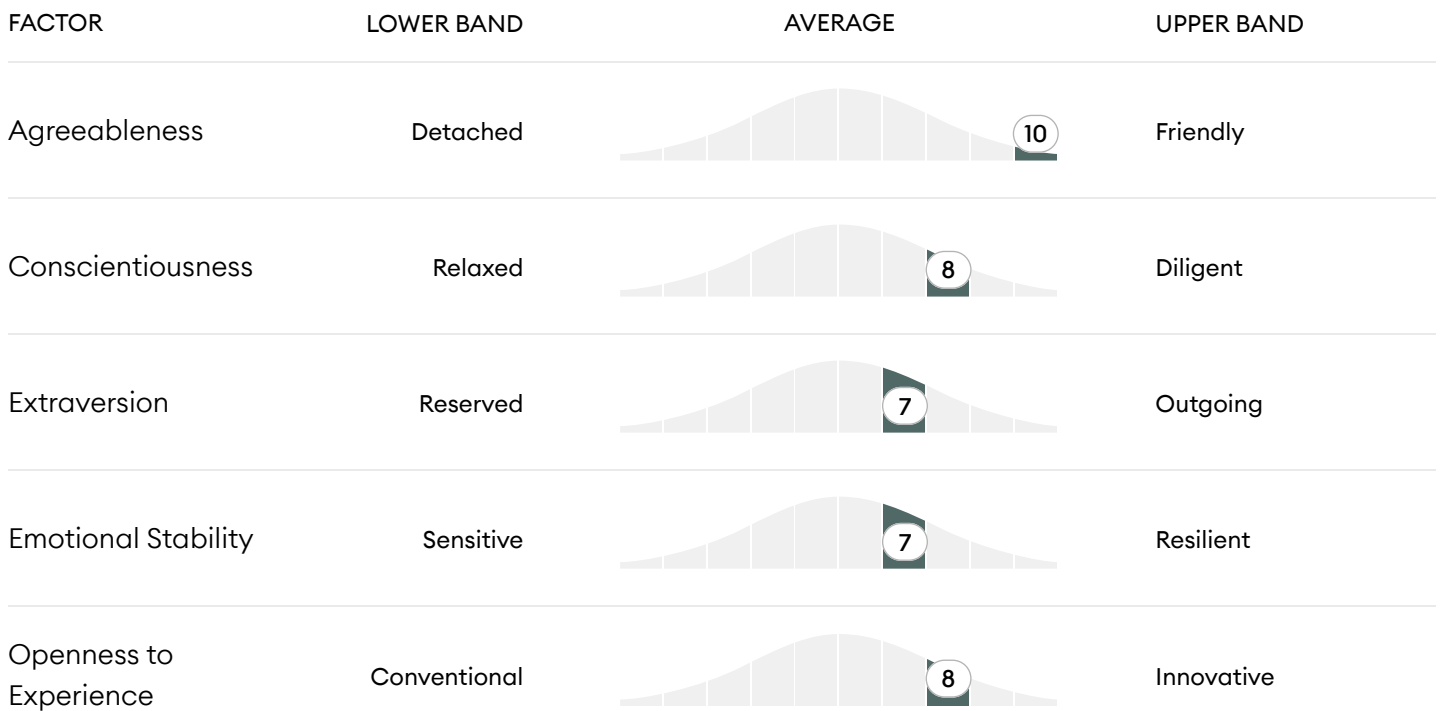 FACTOR LOWER BAND AVERAGE UPPER BAND
Agreeableness Detached 10 Friendly
Conscientiousness Relaxed 8 Diligent
Extraversion Reserved 7 Outgoing
Emotional Stability Sensitive 7 Resilient
Openness to
Experience Conventional 8 Innovative